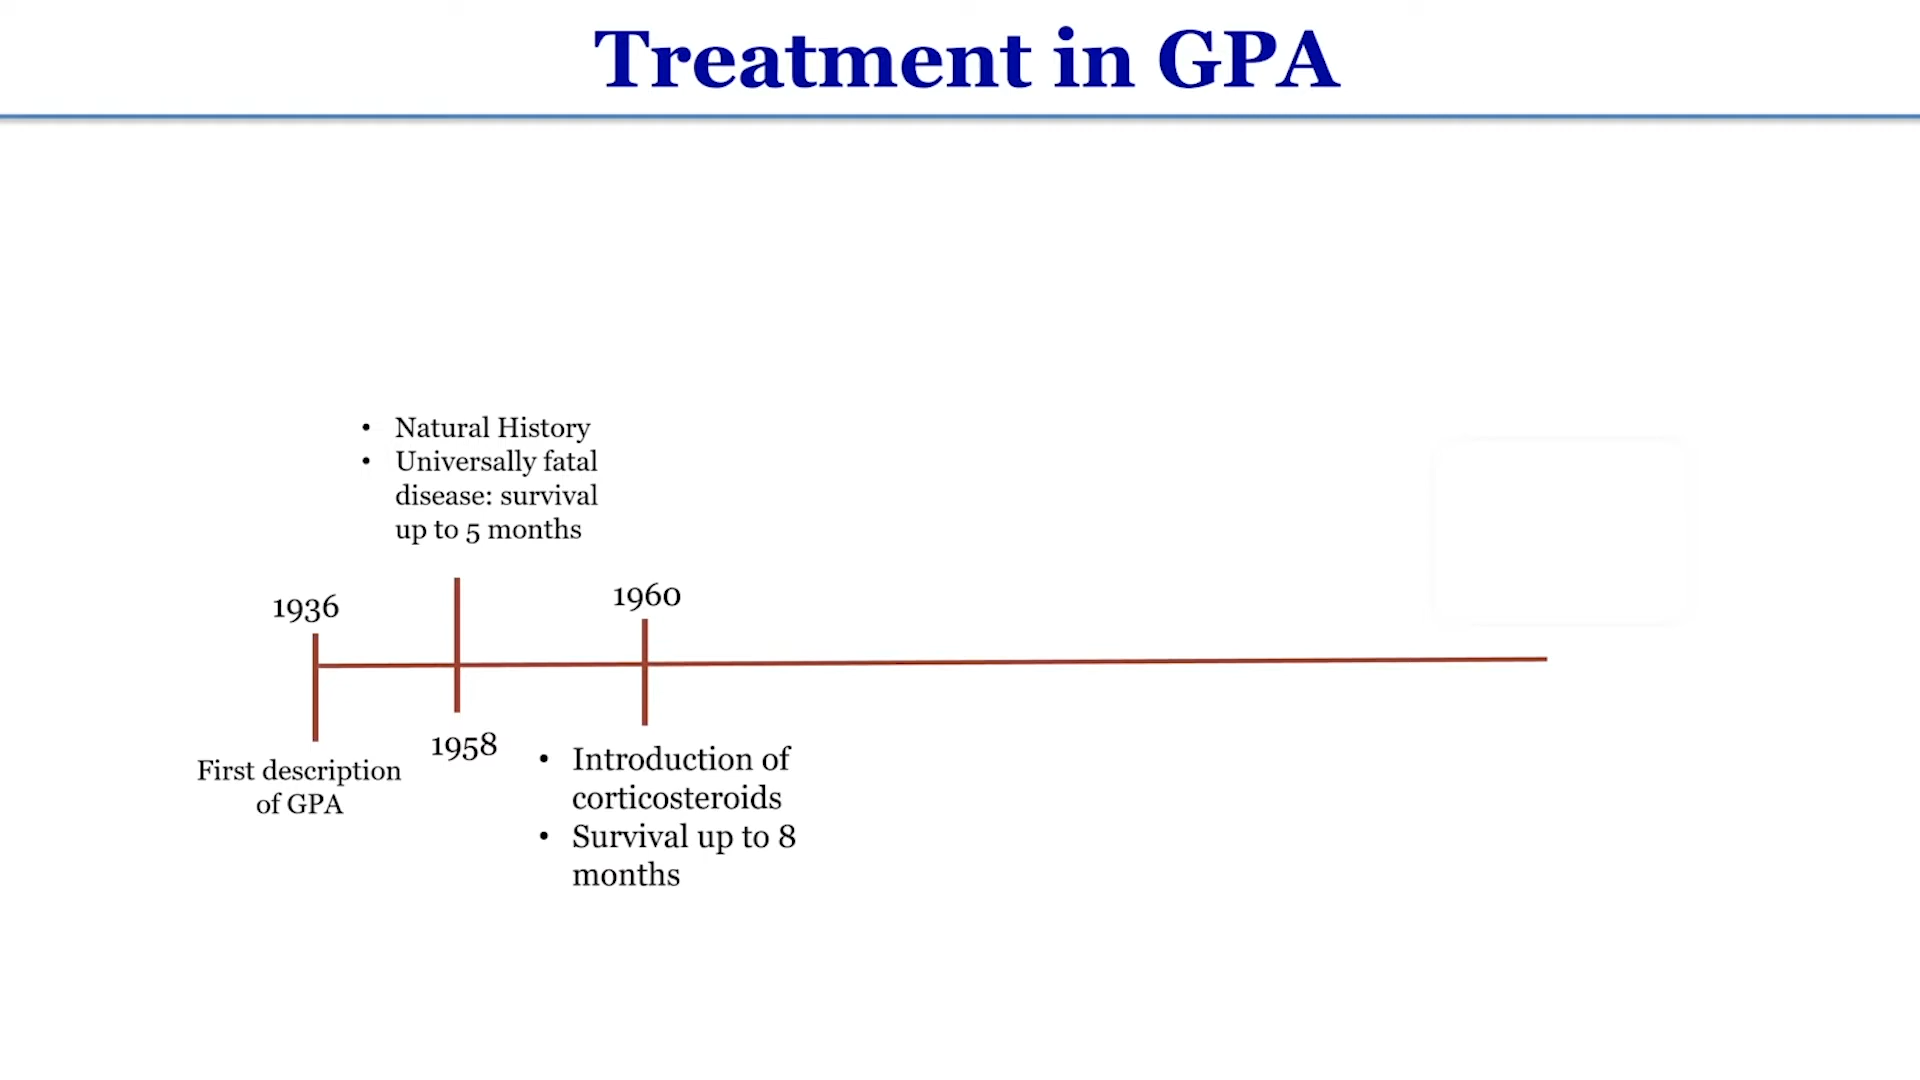 Treatment in GPA
• Natural History
• Universally fatal
disease: survival
up to 5 months
1936
1960
1958
First description
of GPA
• Introduction of
corticosteroids
• Survival up to 8
months